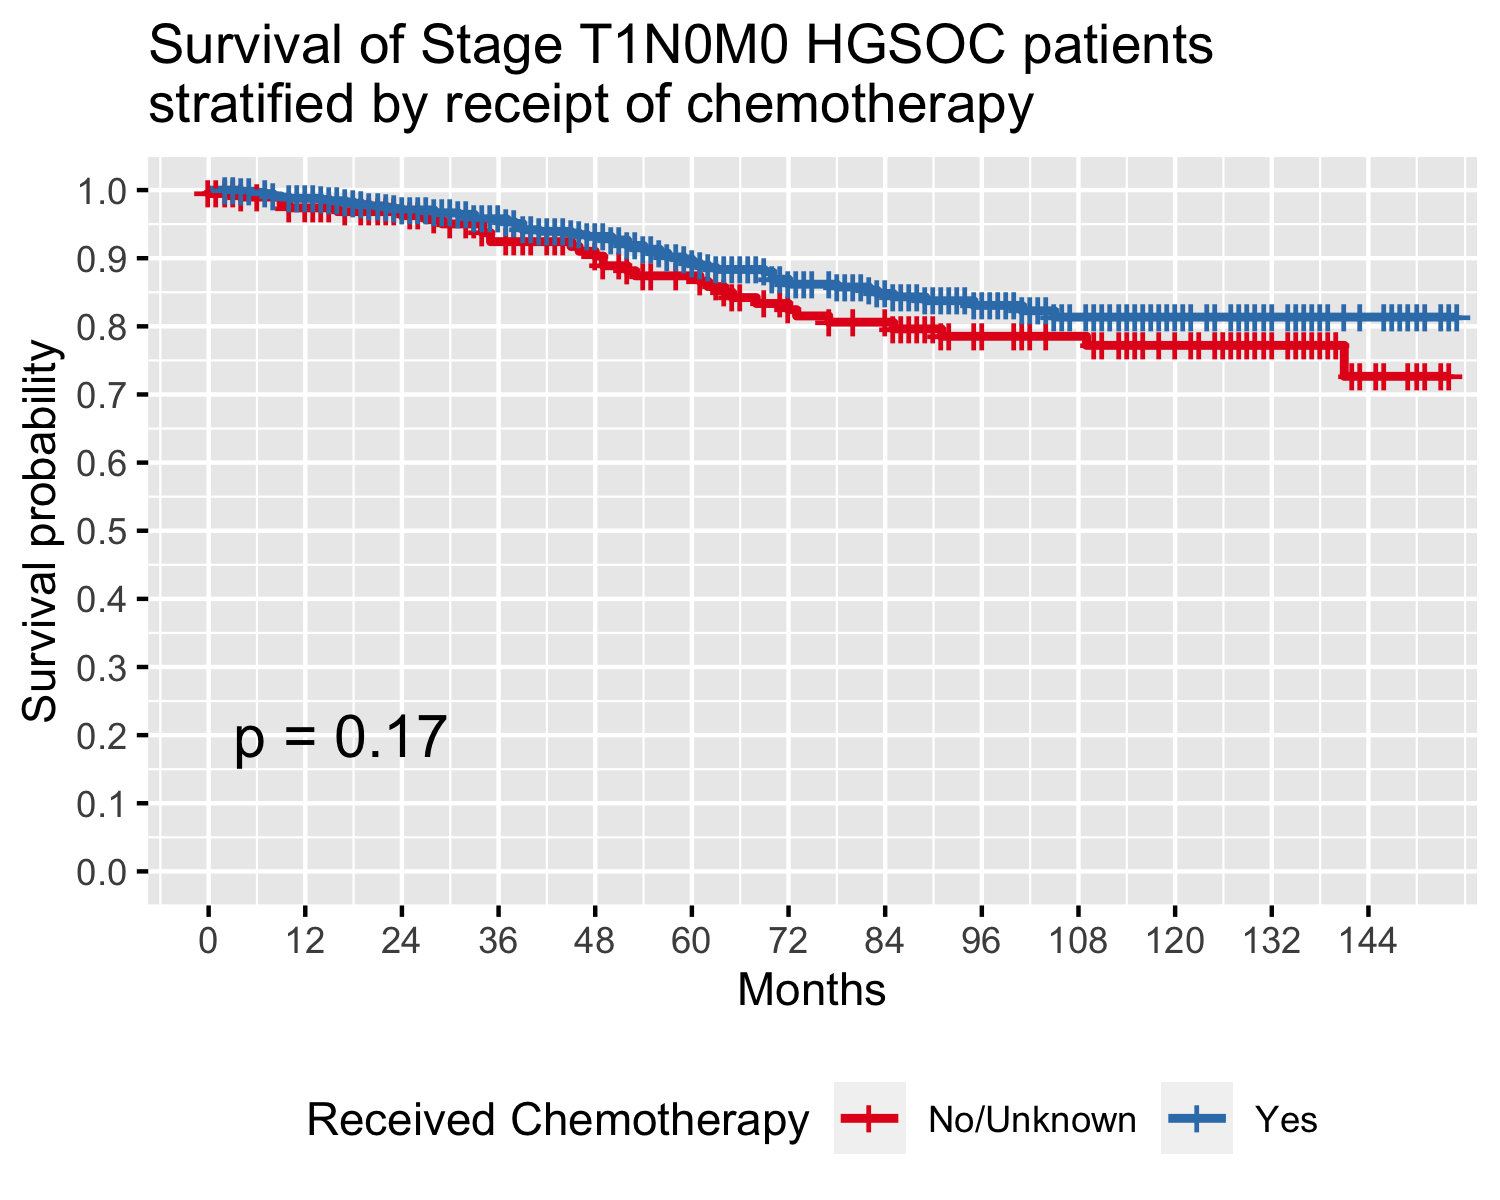 Survival of Stage T1N0M0 HGSOC patients
stratified by receipt of chemotherapy
Survival probability
1.0
0.9
0.8
0.7
0.6
0.5
0.4
0.3
0.2
0.1
0.0
p = 0.17
0 12 24 36 48 60 72 84 96 108 120 132 144
Months
Received Chemotherapy No/Unknown Yes